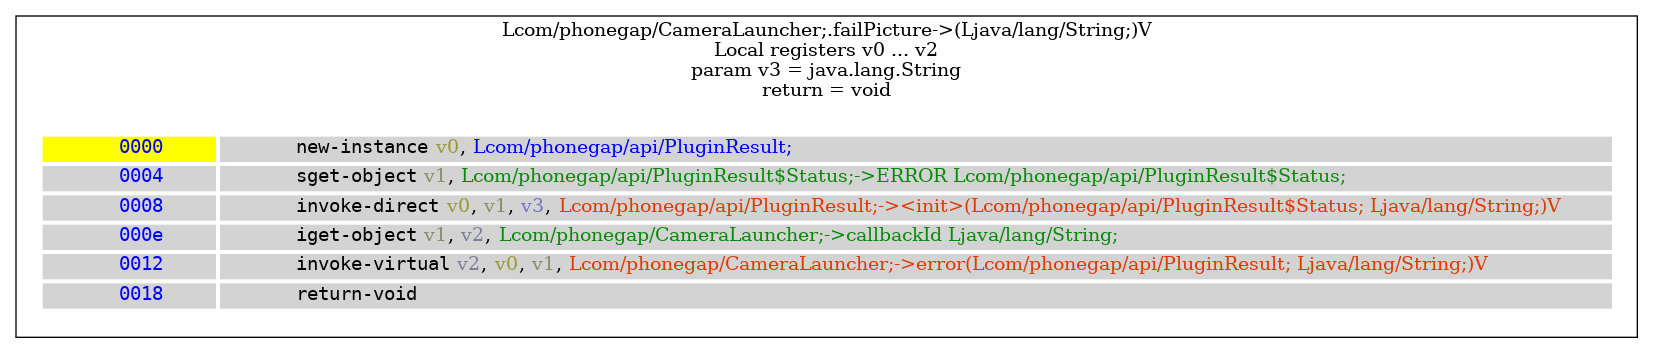 Lcom/phonegap/CameraLauncher;.failPicture->(Ljava/lang/String;)V
Local registers v0 ... v2
param v3 = java.lang.String
return = void
0000 new-instance v0, Lcom/phonegap/api/PluginResult;
0004 sget-object v1, Lcom/phonegap/api/PluginResult$Status;->ERROR Lcom/phonegap/api/PluginResult$Status;
0008 invoke-direct v0, v1, v3, Lcom/phonegap/api/PluginResult;-><init>(Lcom/phonegap/api/PluginResult$Status; Ljava/lang/String;)V
000e iget-object v1, v2, Lcom/phonegap/CameraLauncher;->callbackId Ljava/lang/String;
0012 invoke-virtual v2, v0, v1, Lcom/phonegap/CameraLauncher;->error(Lcom/phonegap/api/PluginResult; Ljava/lang/String;)V
0018 return-void